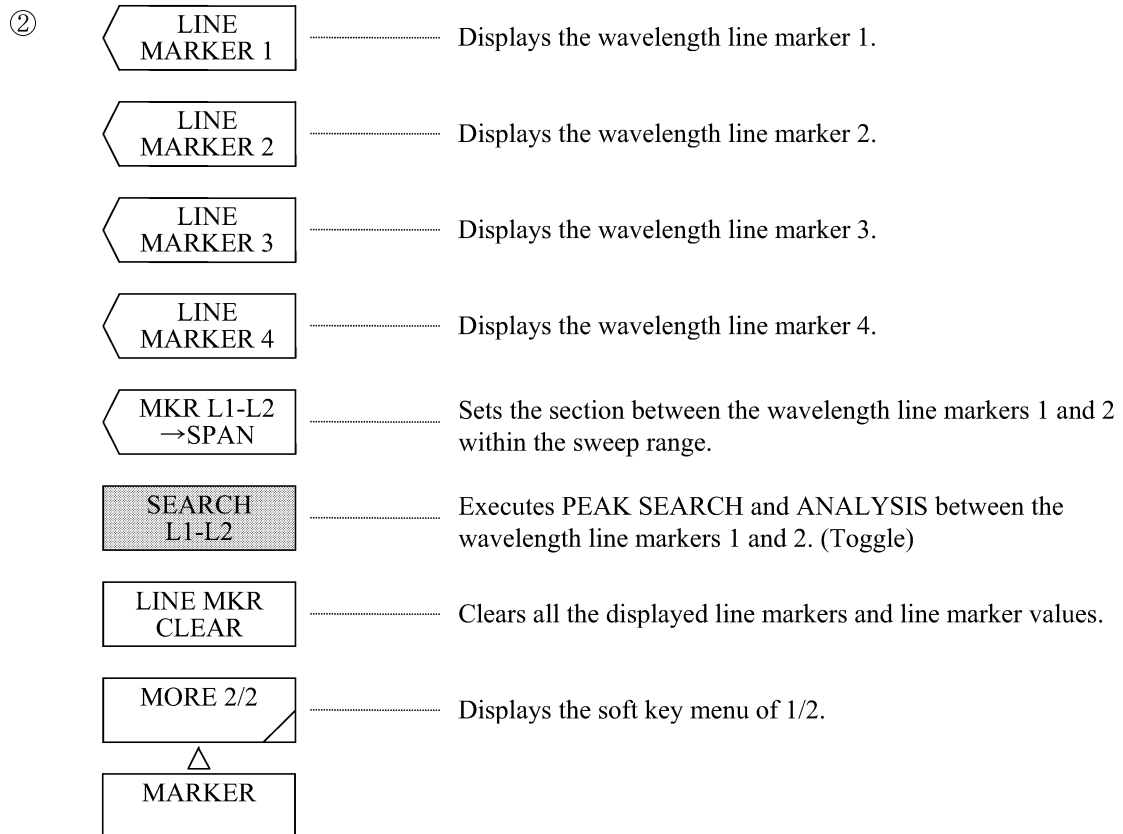 ②
LINE
MARKER 1
Displays the wavelength line marker 1.
LINE
MARKER 2
Displays the wavelength line marker 2.
LINE
MARKER 3
Displays the wavelength line marker 3.
LINE
MARKER 4
Displays the wavelength line marker 4.
MKR L1-L2
→SPAN
Sets the section between the wavelength line markers 1 and 2
within the sweep range.
SEARCH
L1-L2
Executes PEAK SEARCH and ANALYSIS between the
wavelength line markers 1 and 2. (Toggle)
LINE MKR
CLEAR
Clears all the displayed line markers and line marker values.
MORE 2/2
Displays the soft key menu of 1/2.
MARKER